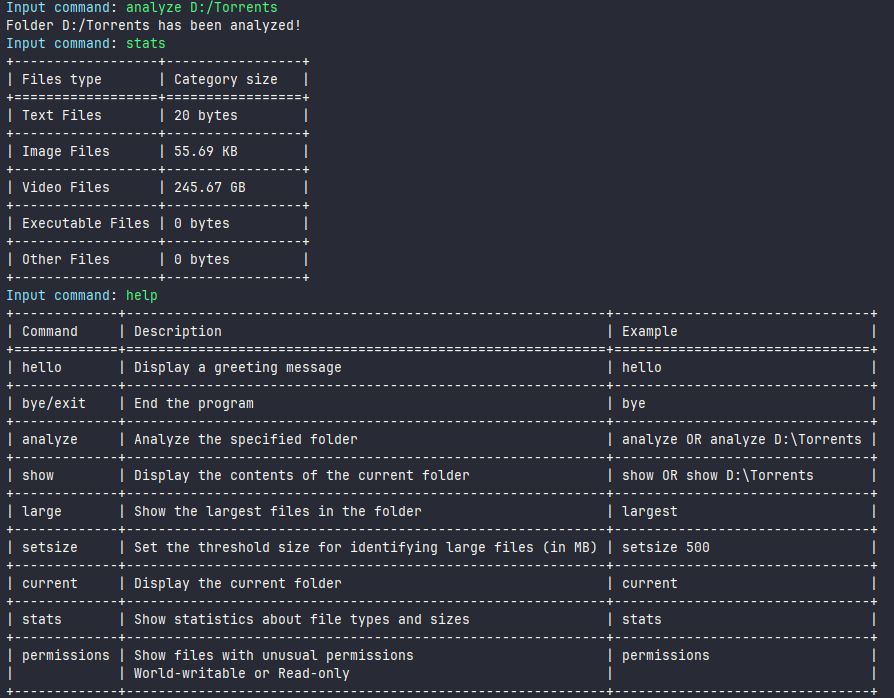 Input command: analyze D:/Torrents
Folder D:/Torrents has been analyzed!
Input command: stats
+------------------+-----------------+
| Files type       | Category size   |
+==================+=================+
| Text Files       | 20 bytes        |
+------------------+-----------------+
| Image Files      | 55.69 KB        |
+------------------+-----------------+
| Video Files      | 245.67 GB       |
+------------------+-----------------+
| Executable Files | 0 bytes         |
+------------------+-----------------+
| Other Files      | 0 bytes         |
+------------------+-----------------+
Input command: help
+-------------+------------------------------------------------------------+--------------------------------+
| Command     | Description                                                | Example                        |
+=============+============================================================+================================+
| hello       | Display a greeting message                                 | hello                          |
+-------------+------------------------------------------------------------+--------------------------------+
| bye/exit    | End the program                                            | bye                            |
+-------------+------------------------------------------------------------+--------------------------------+
| analyze     | Analyze the specified folder                               | analyze OR analyze D:\Torrents |
+-------------+------------------------------------------------------------+--------------------------------+
| show        | Display the contents of the current folder                 | show OR show D:\Torrents       |
+-------------+------------------------------------------------------------+--------------------------------+
| large       | Show the largest files in the folder                       | largest                        |
+-------------+------------------------------------------------------------+--------------------------------+
| setsize     | Set the threshold size for identifying large files (in MB) | setsize 500                    |
+-------------+------------------------------------------------------------+--------------------------------+
| current     | Display the current folder                                 | current                        |
+-------------+------------------------------------------------------------+--------------------------------+
| stats       | Show statistics about file types and sizes                 | stats                          |
+-------------+------------------------------------------------------------+--------------------------------+
| permissions | Show files with unusual permissions                        | permissions                    |
|             | World-writable or Read-only                                |                                |
+-------------+------------------------------------------------------------+--------------------------------+